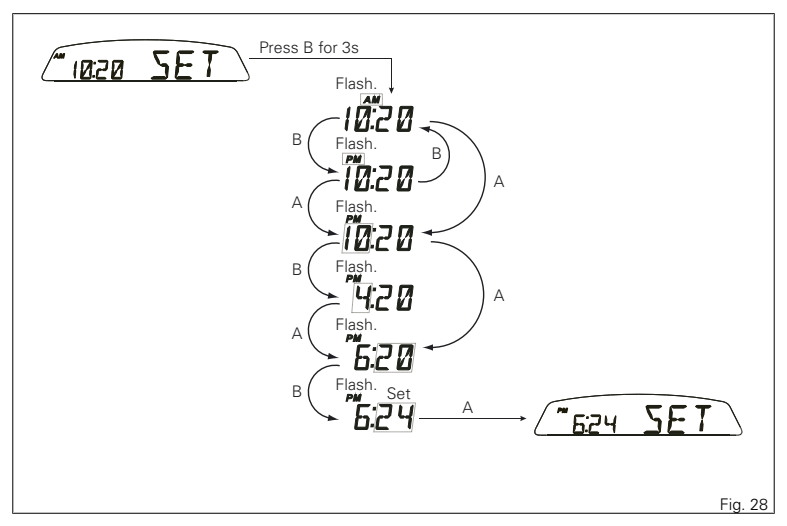 Press B for 3s
AM 10:20 SET
Flash.
AM
10:20
B
Flash.
B
PM
10:20
A
A
Flash.
PM
10:20
B
Flash.
PM
4:20
A
A
Flash.
PM
6:20
B
Flash.
Set
PM
6:24
A
PM 6:24 SET
Fig. 28